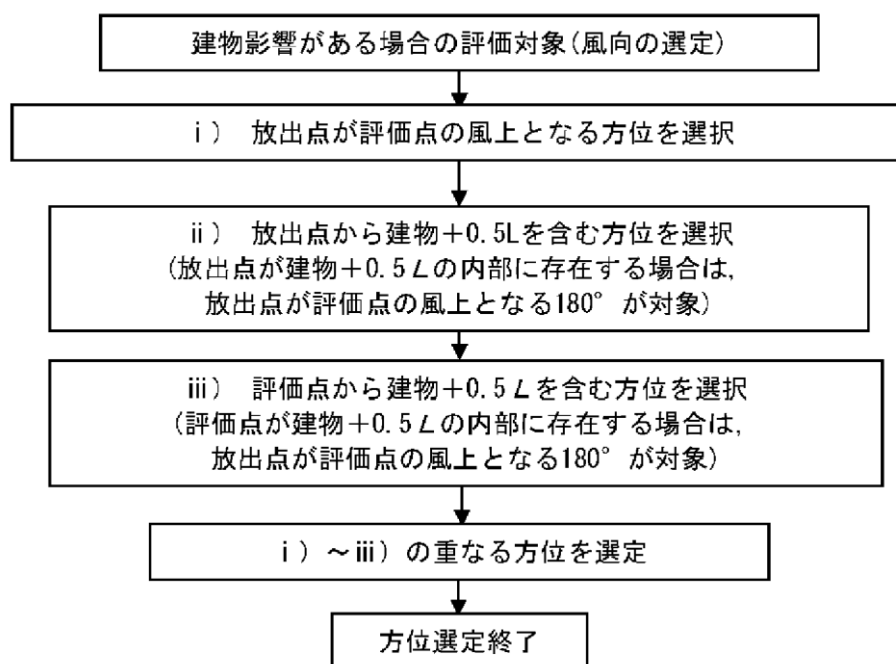 建物影響がある場合の評価対象(風向の選定)
ⅰ） 放出点が評価点の風上となる方位を選択
ⅱ） 放出点から建物＋0.5Lを含む方位を選択
(放出点が建物＋0.5Lの内部に存在する場合は,
放出点が評価点の風上となる180°が対象)
ⅲ） 評価点から建物＋0.5Lを含む方位を選択
(評価点が建物＋0.5Lの内部に存在する場合は,
放出点が評価点の風上となる180°が対象)
ⅰ）～ⅲ）の重なる方位を選定
方位選定終了